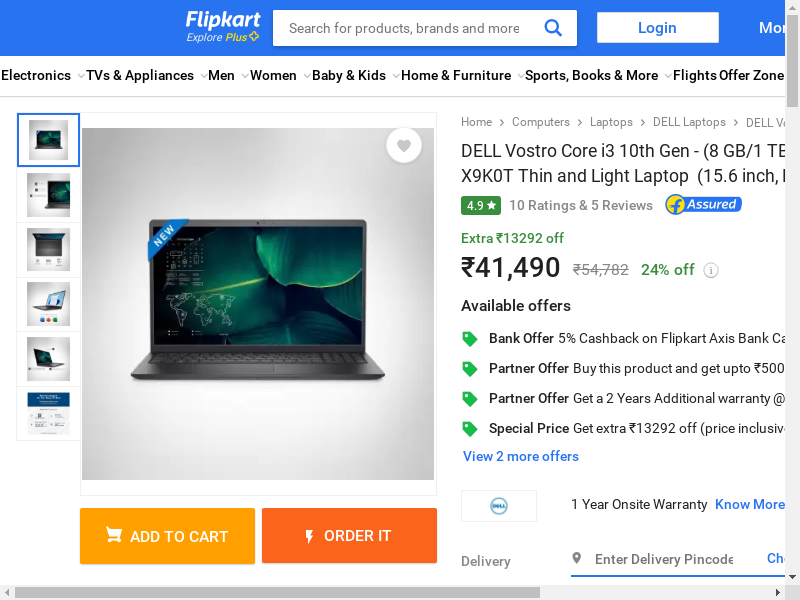 Flipkart
Explore Plus
Search for products, brands and more
Login
Mor
Electronics
TVs & Appliances
Men
Women
Baby & Kids
Home & Furniture
Sports, Books & More
Flights
Offer Zone
Home
Computers
Laptops
DELL Laptops
DELL Vo
DELL Vostro Core i3 10th Gen - (8 GB/1 TB
X9K0T Thin and Light Laptop (15.6 inch,
4.9
10 Ratings & 5 Reviews
Assured
Extra ₹13292 off
₹41,490 ₹54,782 24% off
Available offers
Bank Offer 5% Cashback on Flipkart Axis Bank Ca
Partner Offer Buy this product and get upto ₹500
Partner Offer Get a 2 Years Additional warranty @
Special Price Get extra ₹13292 off (price inclusiv
View 2 more offers
NEW
DELL
1 Year Onsite Warranty Know More
ADD TO CART
ORDER IT
Delivery
Enter Delivery Pincode
Che